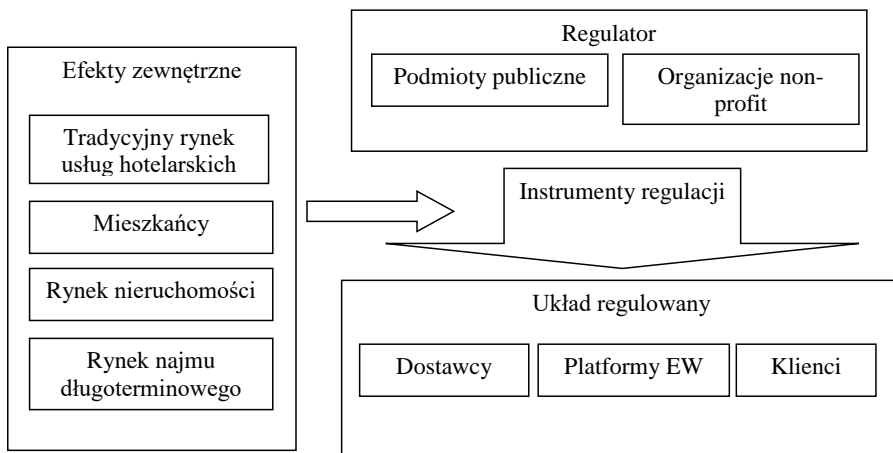 Efekty zewnętrzne
Tradycyjny rynek
usług hotelarskich
Mieszkańcy
Rynek nieruchomości
Rynek najmu
długoterminowego
Regulator
Podmioty publiczne
Organizacje non-
profit
Instrumenty regulacji
Układ regulowany
Dostawcy
Platformy EW
Klienci